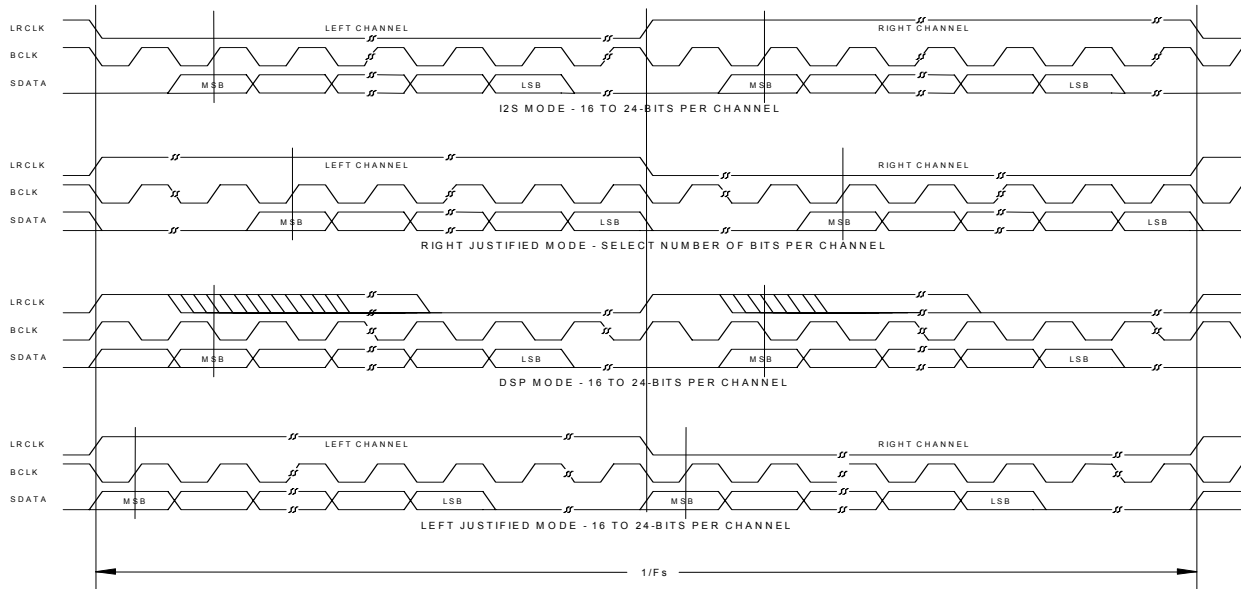 LRCLK LEFT CHANNEL RIGHT CHANNEL
BCLK
SDATA MSB LSB MSB LSB
I2S MODE - 16 TO 24-BITS PER CHANNEL
LRCLK LEFT CHANNEL RIGHT CHANNEL
BCLK
SDATA MSB LSB MSB LSB
RIGHT JUSTIFIED MODE - SELECT NUMBER OF BITS PER CHANNEL
LRCLK
BCLK
SDATA MSB LSB MSB LSB
DSP MODE - 16 TO 24-BITS PER CHANNEL
LRCLK LEFT CHANNEL RIGHT CHANNEL
BCLK
SDATA MSB LSB MSB LSB
LEFT JUSTIFIED MODE - 16 TO 24-BITS PER CHANNEL
1/Fs